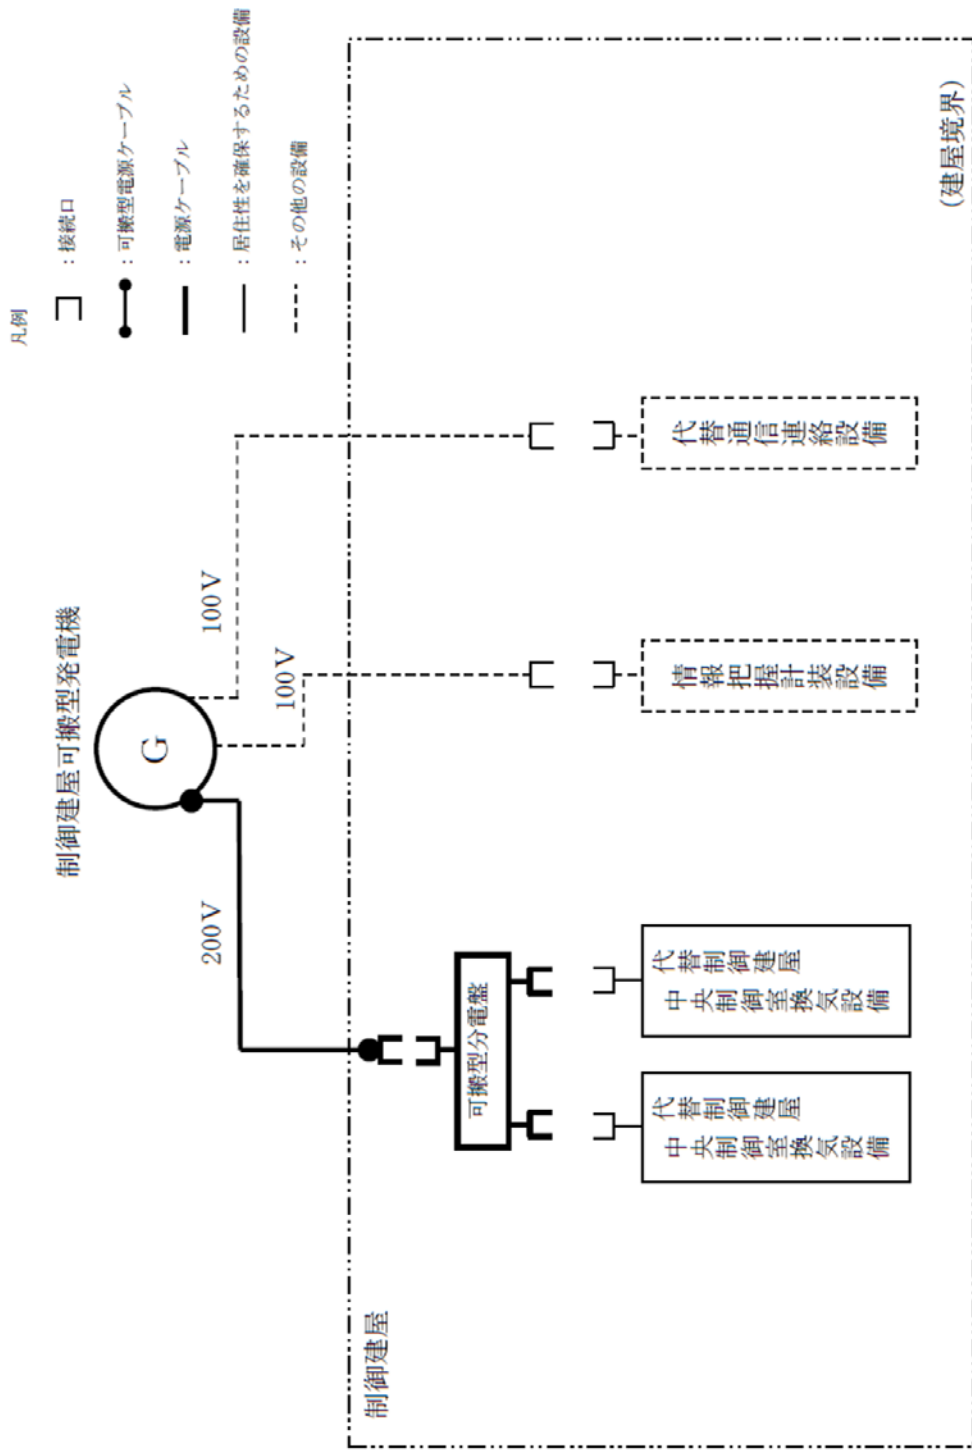 凡例
：接続口
：可搬型電源ケーブル
：電源ケーブル
：居住性を確保するための設備
：その他の設備
制御建屋可搬型発電機
G
200V
100V
100V
制御建屋
可搬型分電盤
代替制御建屋
中央制御室換気設備
代替制御建屋
中央制御室換気設備
情報把握計装設備
代替通信連絡設備
(建屋境界)